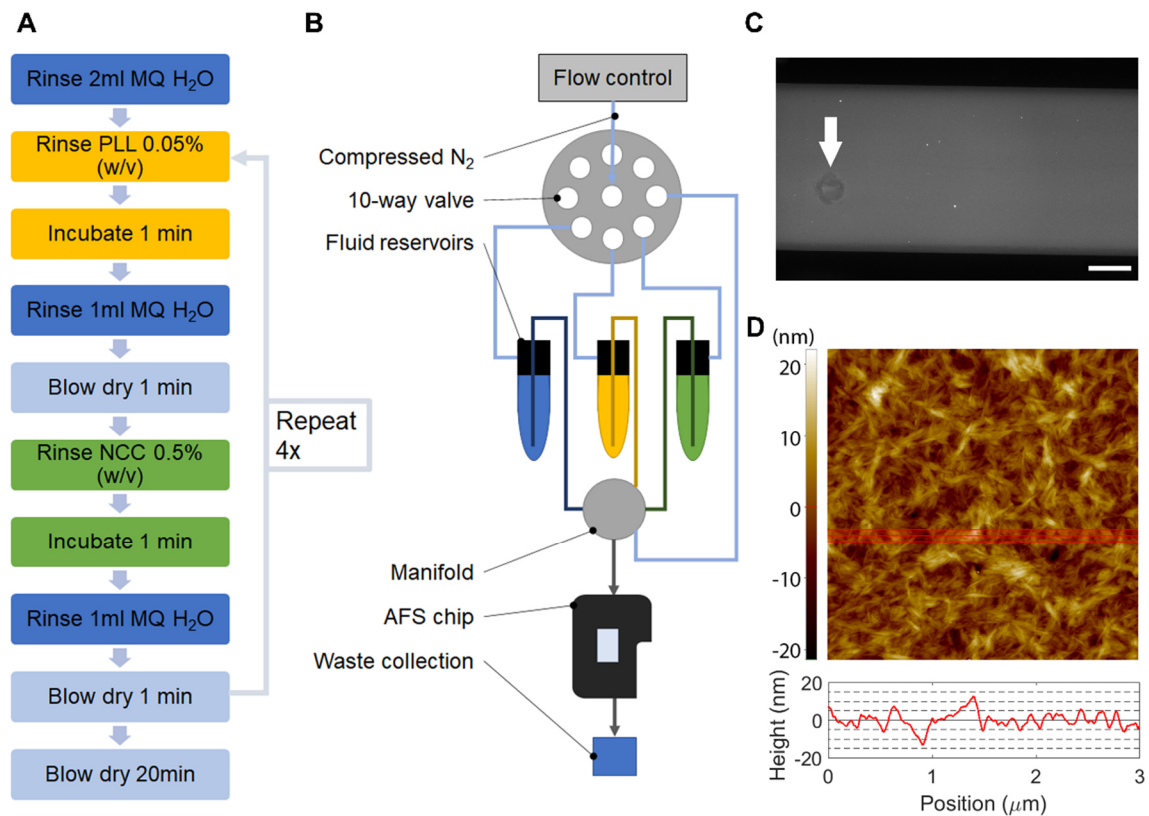 A
Rinse 2ml MQ H₂O
Rinse PLL 0.05%
(w/v)
Incubate 1 min
Rinse 1ml MQ H₂O
Blow dry 1 min
Rinse NCC 0.5%
(w/v)
Incubate 1 min
Rinse 1ml MQ H₂O
Blow dry 1 min
Blow dry 20min
Repeat
4x
B
Flow control
Compressed N₂
10-way valve
Fluid reservoirs
Manifold
AFS chip
Waste collection
C
D
(nm)
20
10
0
-10
-20
Height (nm)
20
0
-20
0
1
2
3
Position (μm)